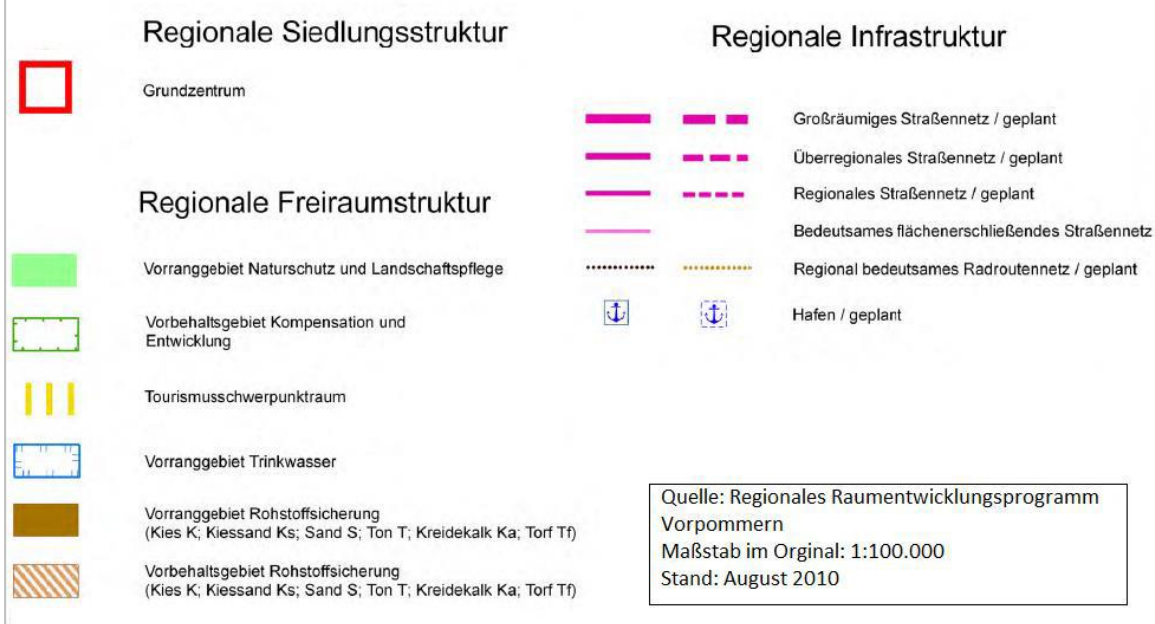 Regionale Siedlungsstruktur
Grundzentrum
Regionale Freiraumstruktur
Vorranggebiet Naturschutz und Landschaftspflege
Vorbehaltsgebiet Kompensation und
Entwicklung
Tourismusschwerpunktraum
Vorranggebiet Trinkwasser
Vorranggebiet Rohstoffsicherung
(Kies K; Kiessand Ks; Sand S; Ton T; Kreidekalk Ka; Torf Tf)
Vorbehaltsgebiet Rohstoffsicherung
(Kies K; Kiessand Ks; Sand S; Ton T; Kreidekalk Ka; Torf Tf)
Regionale Infrastruktur
Großräumiges Straßennetz / geplant
Überregionales Straßennetz / geplant
Regionales Straßennetz / geplant
Bedeutsames flächenerschließendes Straßennetz
Regional bedeutsames Radroutennetz / geplant
Hafen / geplant
Quelle: Regionales Raumentwicklungsprogramm
Vorpommern
Maßstab im Orginal: 1:100.000
Stand: August 2010